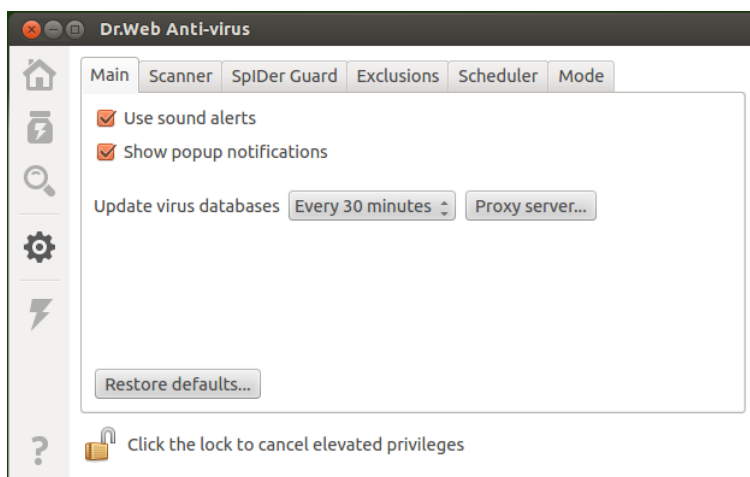 Dr.Web Anti-virus
Main Scanner SpIDer Guard Exclusions Scheduler Mode
Use sound alerts
Show popup notifications
Update virus databases Every 30 minutes Proxy server...
Restore defaults...
? Click the lock to cancel elevated privileges